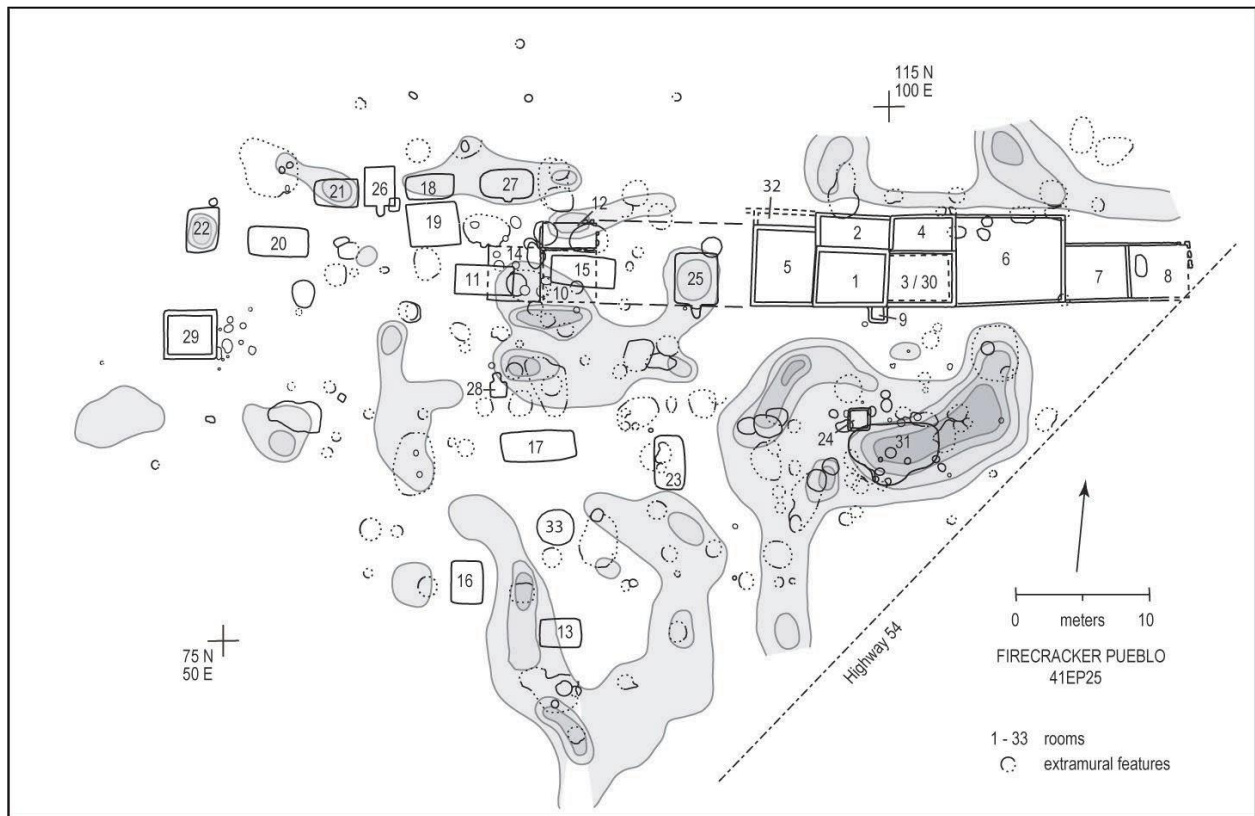 115 N
100 E
32
21
26
18
27
12
22
20
19
14
2
4
5
6
15
25
11
10
1
3 / 30
7
8
9
29
28
24
31
17
23
33
16
13
75 N
50 E
Highway 54
0 meters 10
FIRECRACKER PUEBLO
41EP25
1 - 33 rooms
extramural features